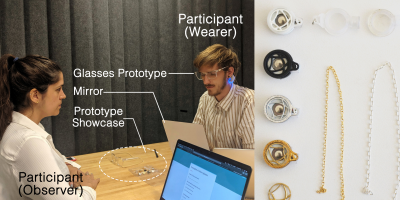 Participant
(Wearer)
Glasses Prototype
Mirror
Prototype
Showcase
Participant
(Observer)